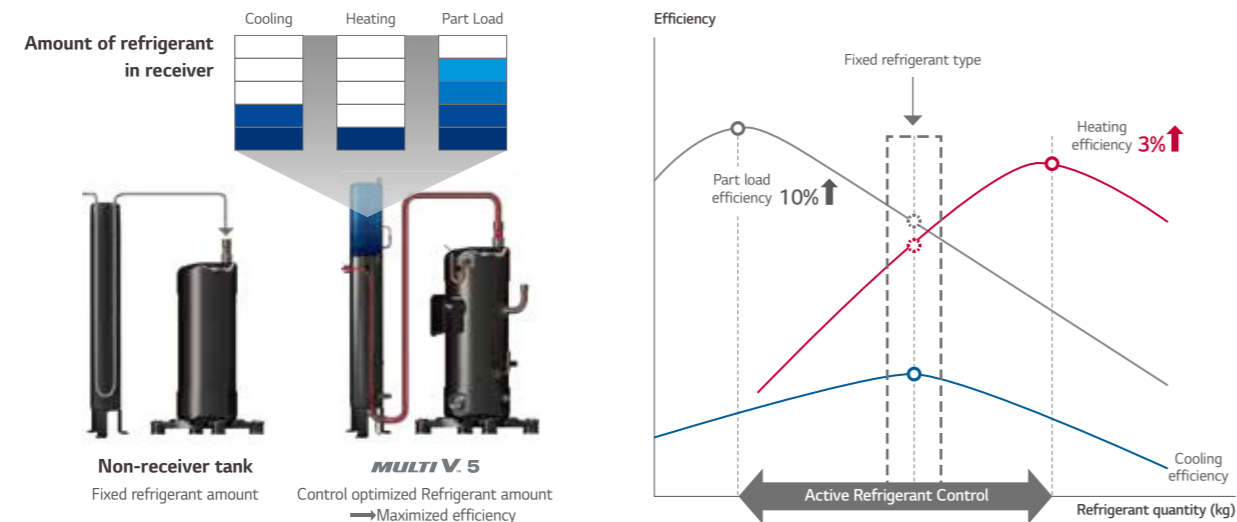 Cooling
Heating
Part Load
Amount of refrigerant
in receiver
Non-receiver tank
Fixed refrigerant amount
MULTI V™ 5
Control optimized Refrigerant amount
→Maximized efficiency
Efficiency
Fixed refrigerant type
Heating
efficiency 3%
Part load
efficiency 10%
Cooling
efficiency
Active Refrigerant Control
Refrigerant quantity (kg)